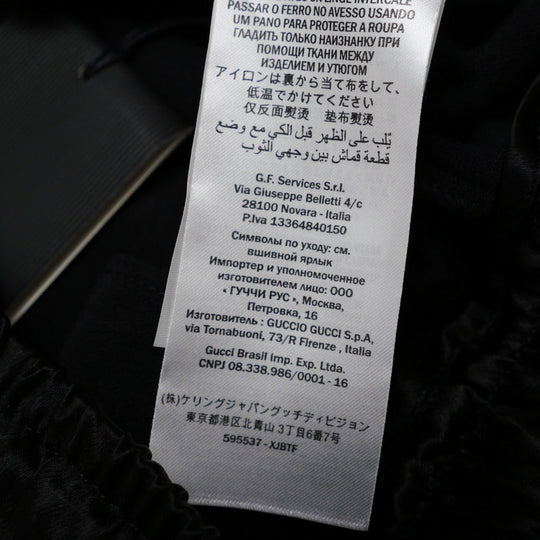 PASSAR O FERRO NO AVESSO USANDO
UM PANO PARA PROTEGER A ROUPA
ГЛАДИТЬ ТОЛЬКО НАИЗНАНКУ ПРИ
ПОМОЩИ ТКАНИ МЕЖДУ
ИЗДЕЛИЕМ И УТЮГОМ
アイロンは裏から当て布をして、
低温でかけてください
仅反面熨烫 垫布熨烫
يُلب على الظهر قبل الكي مع وضع
قطعة قماش بين وجهي الثوب
G.F. Services S.r.l.
Via Giuseppe Belletti 4/c
28100 Novara - Italia
P.Iva 13364840150
Символы по уходу: см.
вшивной ярлык
Импортер и уполномоченное
изготовителем лицо: ООО
« ГУЧЧИ РУС », Москва,
Петровка, 16
Изготовитель : GUCCIO GUCCI S.p.A,
via Tornabuoni, 73/R Firenze , Italia
Gucci Brasil Imp. Exp. Ltda.
CNPJ 08.338.986/0001 - 16
(株)ケリングジャパングッチディビジョン
東京都港区北青山 3丁目6番7号
595537 -XJBTF